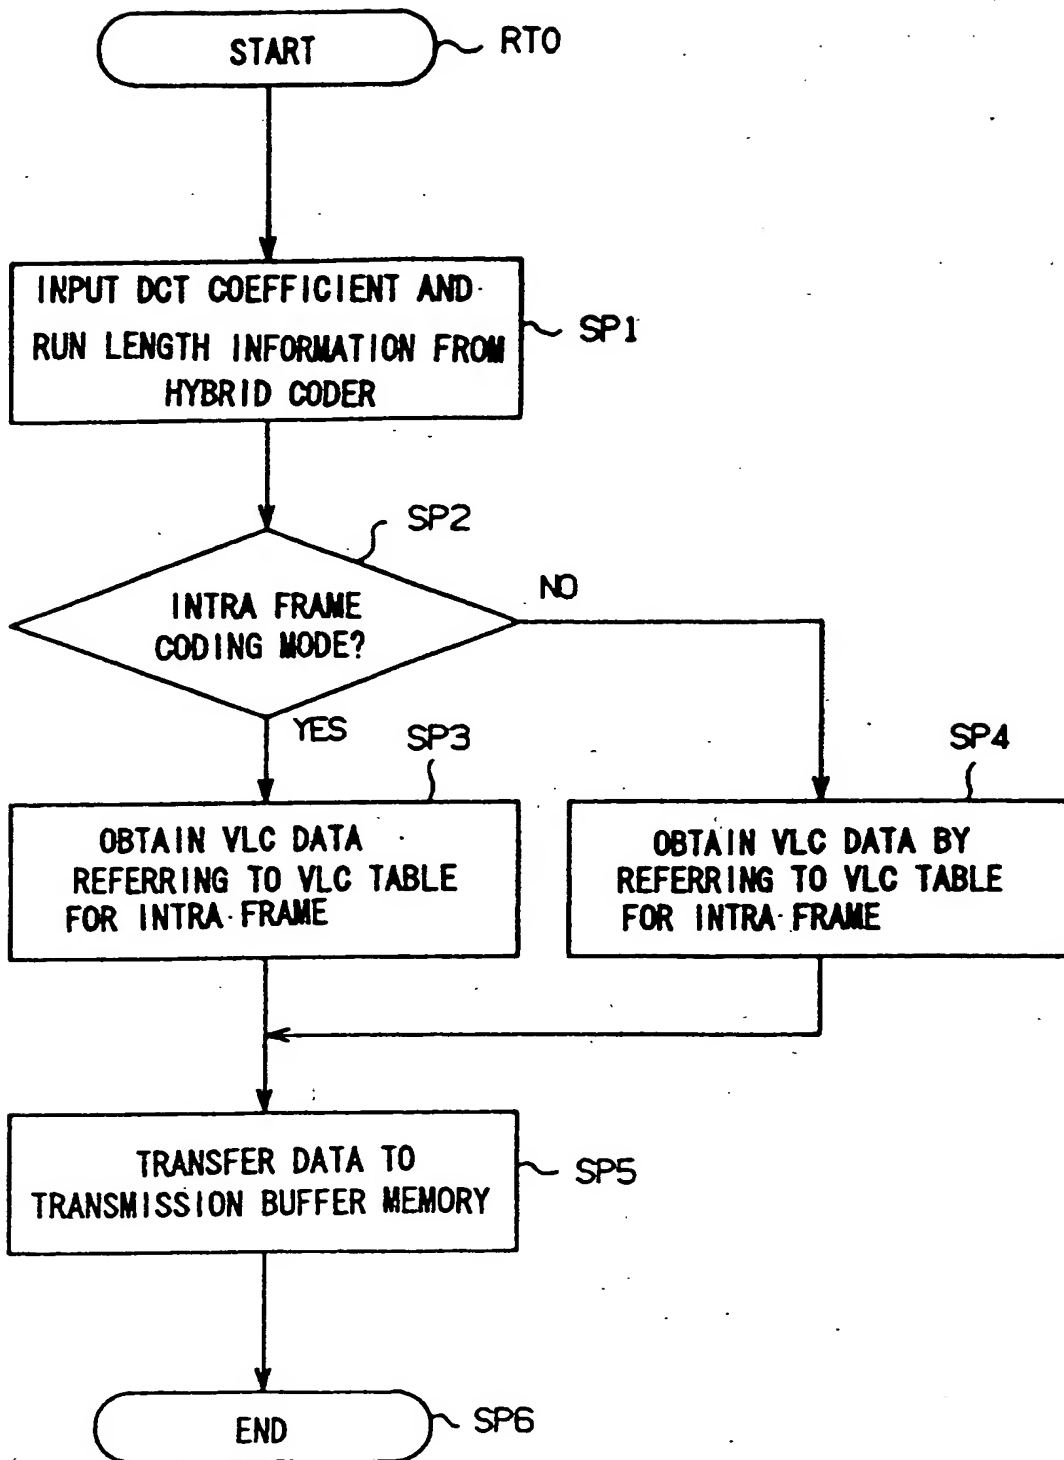 START
RT0
INPUT DCT COEFFICIENT AND
RUN LENGTH INFORMATION FROM
HYBRID CODER
SP1
SP2
INTRA FRAME
CODING MODE?
NO
YES
SP3
SP4
OBTAIN VLC DATA
REFERRING TO VLC TABLE
FOR INTRA FRAME
OBTAIN VLC DATA BY
REFERRING TO VLC TABLE
FOR INTRA FRAME
TRANSFER DATA TO
TRANSMISSION BUFFER MEMORY
SP5
END
SP6